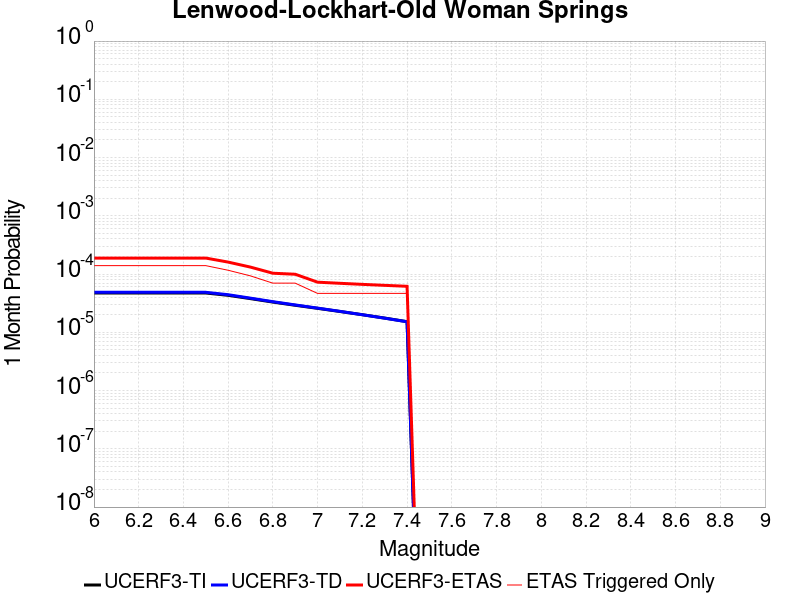 Lenwood-Lockhart-Old Woman Springs
10^0
10^-1
10^-2
10^-3
10^-4
10^-5
10^-6
10^-7
10^-8
1 Month Probability
6 6.2 6.4 6.6 6.8 7 7.2 7.4 7.6 7.8 8 8.2 8.4 8.6 8.8 9
Magnitude
UCERF3-TI UCERF3-TD UCERF3-ETAS ETAS Triggered Only